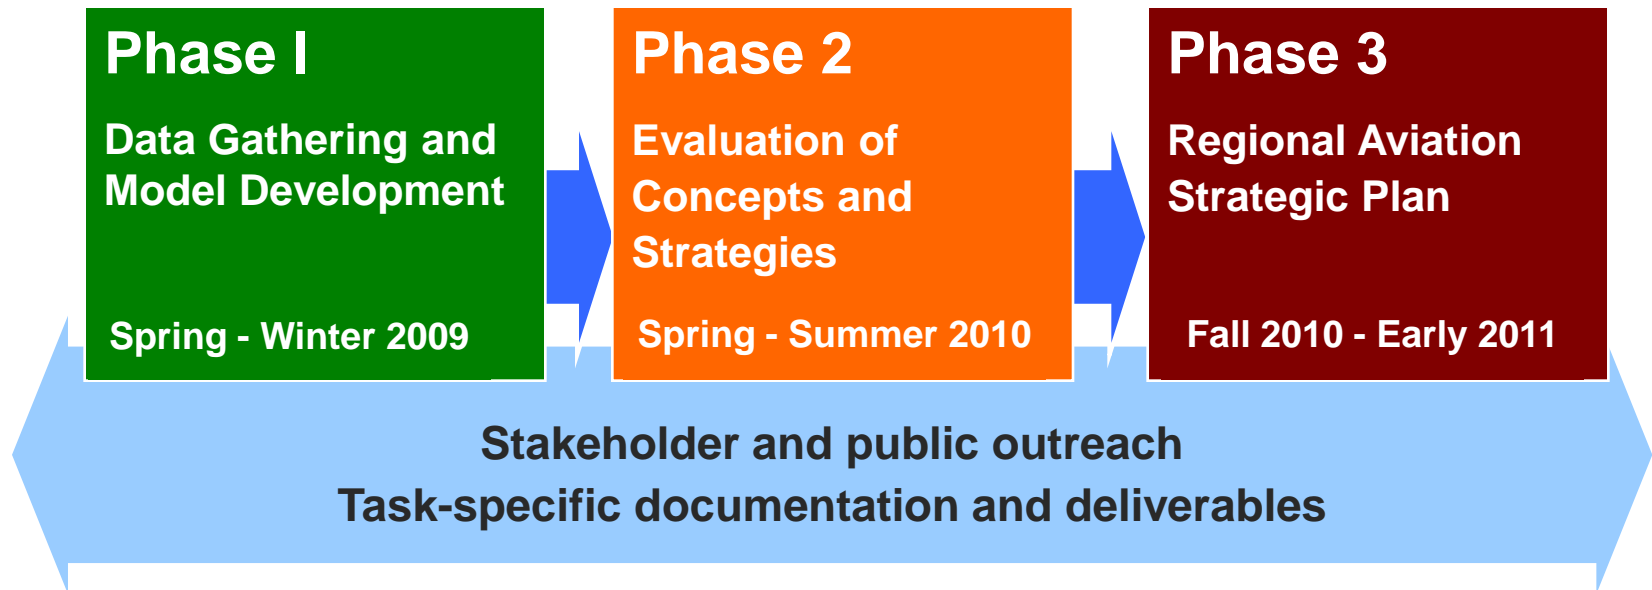 Phase I
Data Gathering and
Model Development
Spring - Winter 2009
Phase 2
Evaluation of
Concepts and
Strategies
Spring - Summer 2010
Phase 3
Regional Aviation
Strategic Plan
Fall 2010 - Early 2011
Stakeholder and public outreach
Task-specific documentation and deliverables